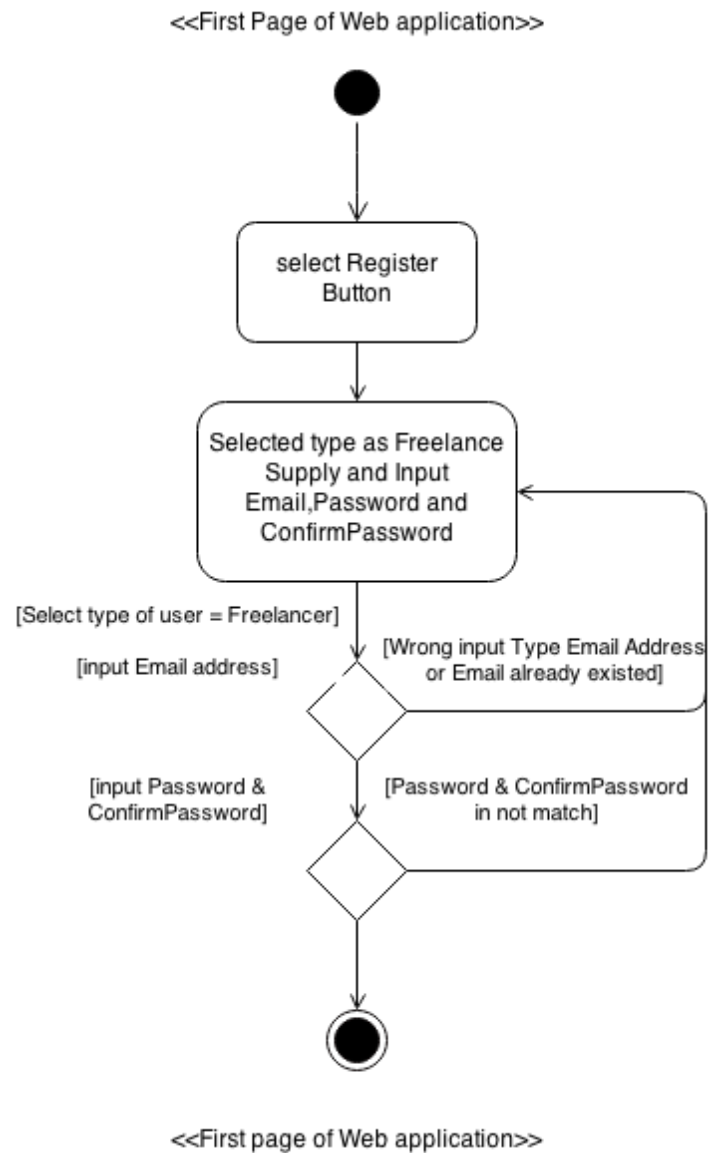 <<First Page of Web application>>
select Register
Button
Selected type as Freelance
Supply and Input
Email,Password and
ConfirmPassword
[Select type of user = Freelancer]
[input Email address]
[Wrong input Type Email Address
or Email already existed]
[input Password &
ConfirmPassword]
[Password & ConfirmPassword
in not match]
<<First page of Web application>>